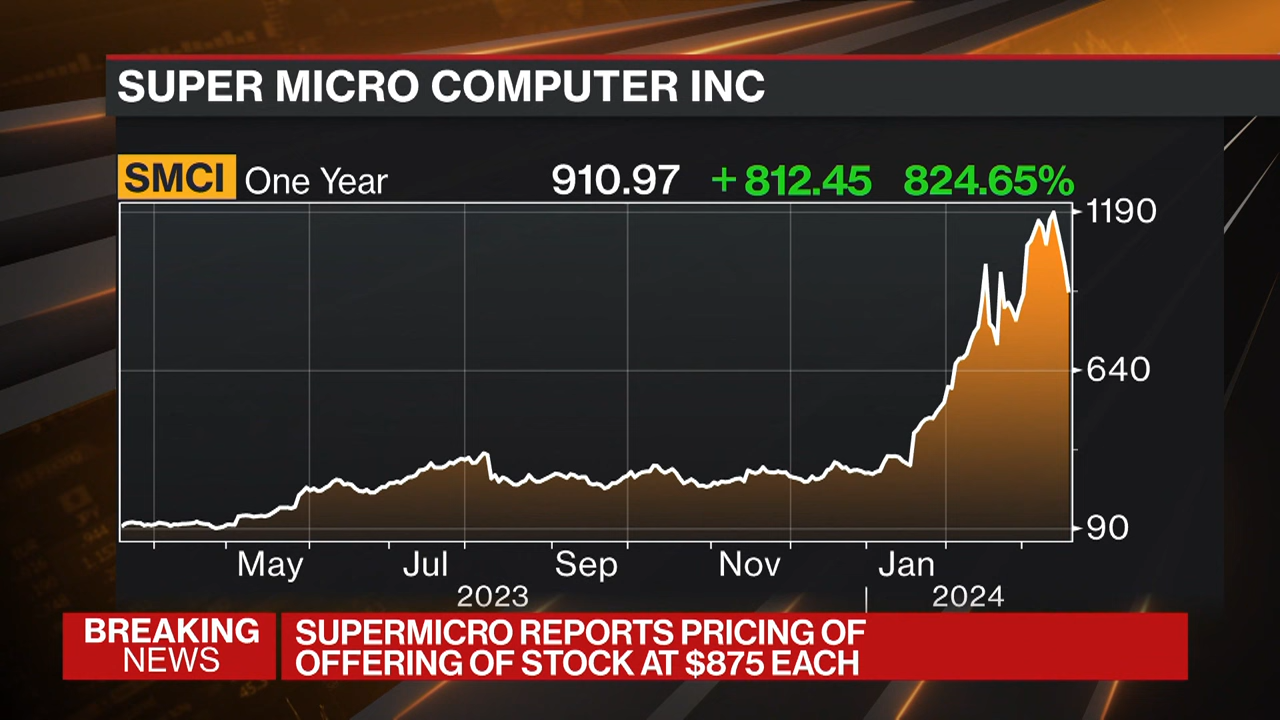 SUPER MICRO COMPUTER INC
SMCI One Year 910.97 +812.45 824.65%
1190
640
90
May Jul Sep Nov Jan
2023 2024
BREAKING NEWS
SUPERMICRO REPORTS PRICING OF
OFFERING OF STOCK AT $875 EACH